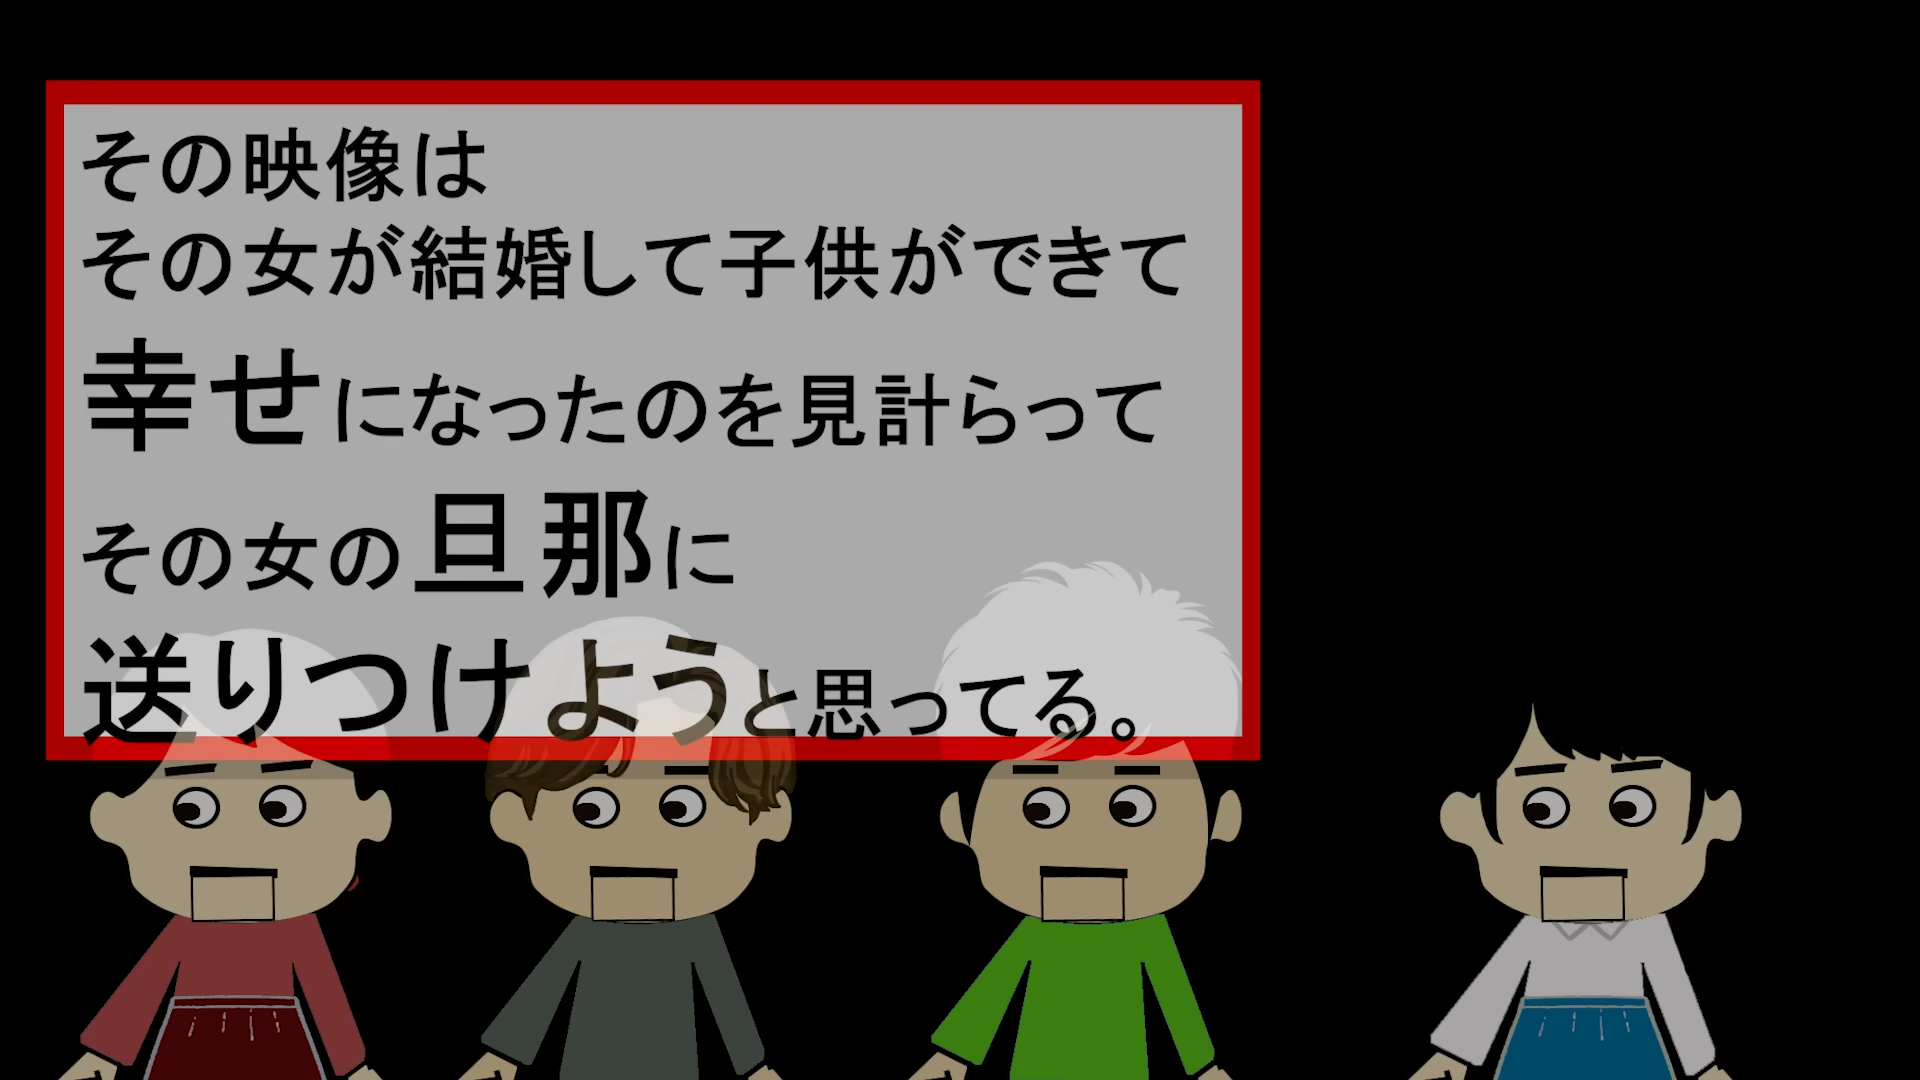 その映像は
その女が結婚して子供ができて
幸せになったのを見計らって
その女の旦那に
送りつけようと思ってる。